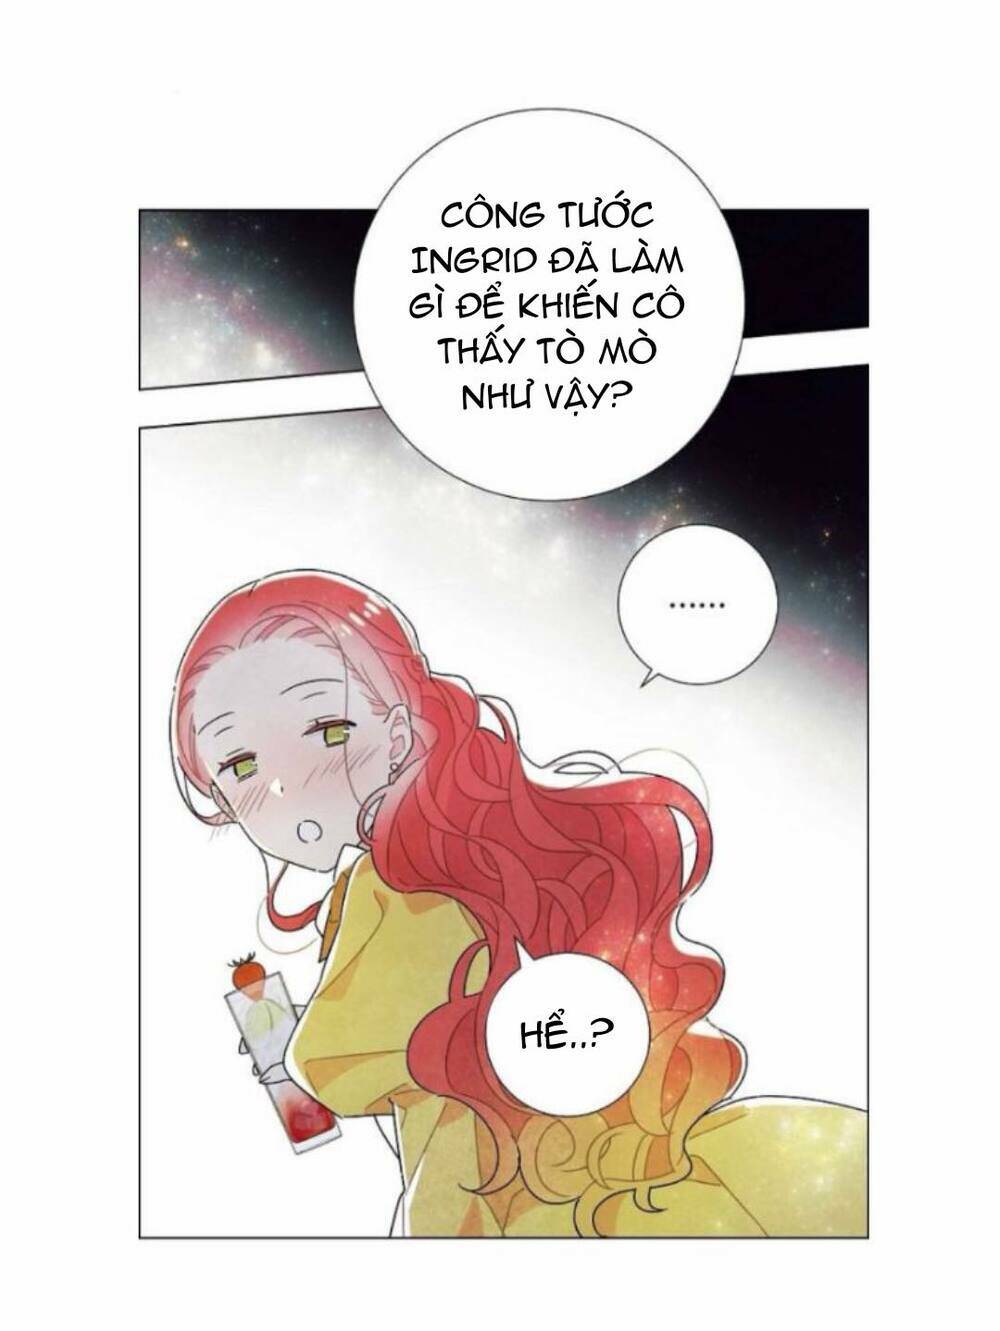 CÔNG TƯỚC
INGRID ĐÃ LÀM
GÌ ĐỂ KHIẾN CÔ
THẤY TÒ MÒ
NHƯ VẬY?
......
HỂ..?